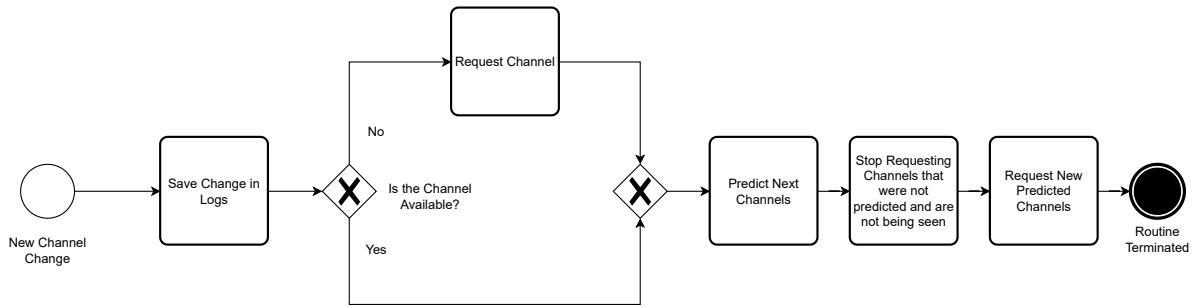 New Channel
Change
Save Change in
Logs
Is the Channel
Available?
No
Yes
Request Channel
Predict Next
Channels
Stop Requesting
Channels that
were not
predicted and are
not being seen
Request New
Predicted
Channels
Routine
Terminated